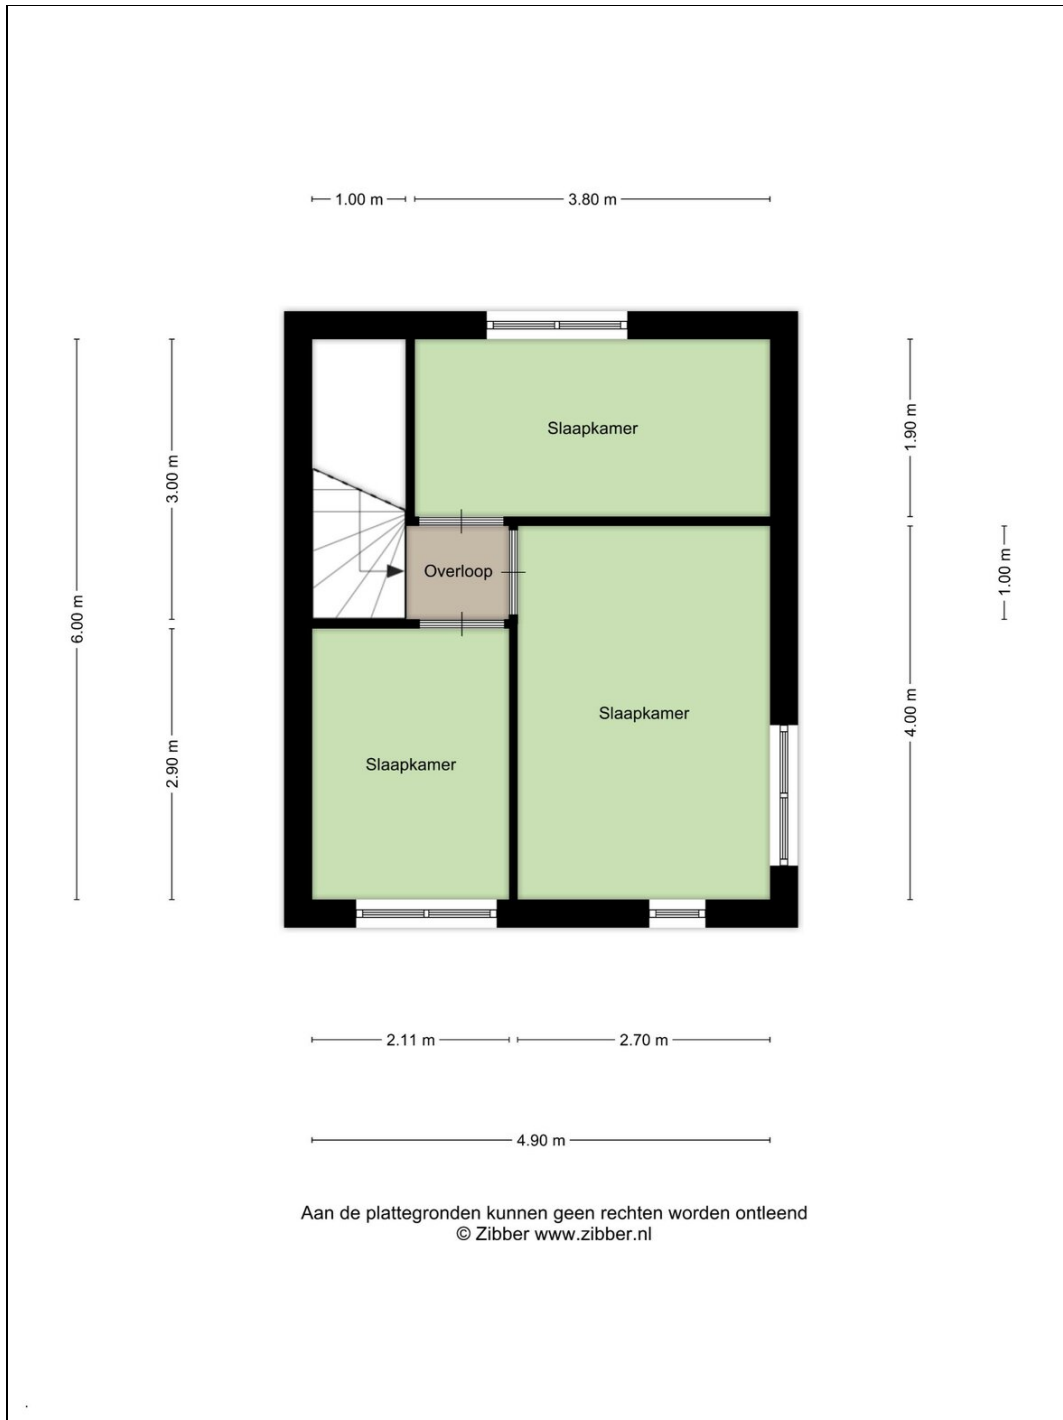 1.00 m
3.80 m
Slaapkamer
1.90 m
3.00 m
Overloop
1.00 m
6.00 m
Slaapkamer
4.00 m
Slaapkamer
2.90 m
2.11 m
2.70 m
4.90 m
Aan de plattegronden kunnen geen rechten worden ontleend
© Zibber www.zibber.nl